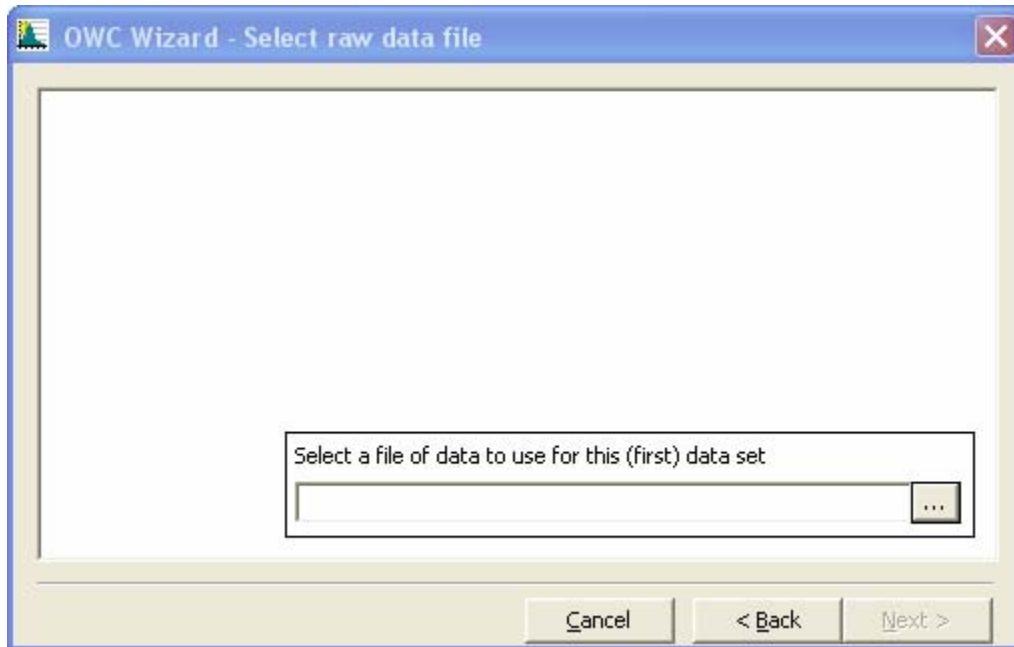 OWC Wizard - Select raw data file
Select a file of data to use for this (first) data set
...
Cancel
< Back
Next >